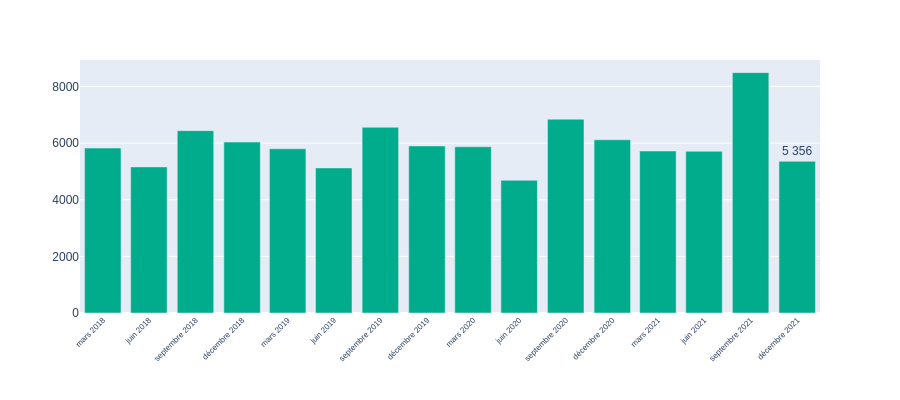 8000
6000
4000
2000
0
5 356
mars 2018
juin 2018
septembre 2018
décembre 2018
mars 2019
juin 2019
septembre 2019
décembre 2019
mars 2020
juin 2020
septembre 2020
décembre 2020
mars 2021
juin 2021
septembre 2021
décembre 2021